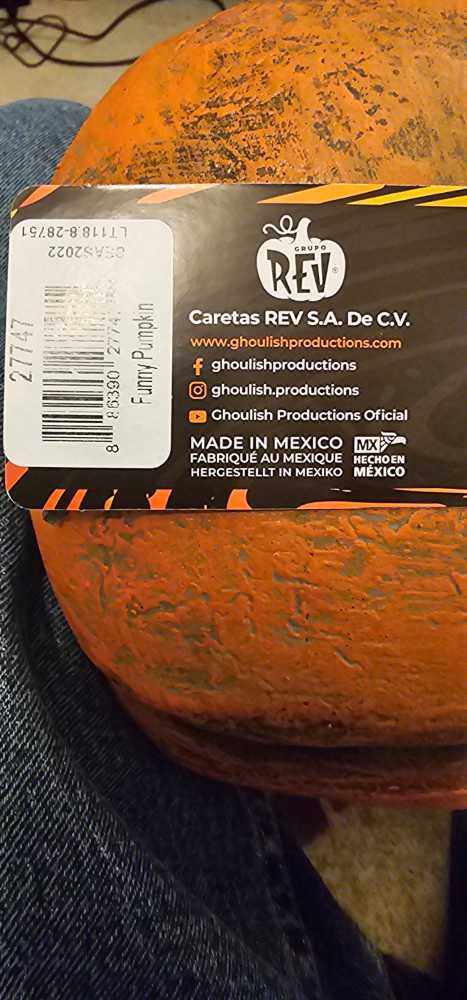 LT118.8-28751
SEAS2022
27747
Funny Pumpkin
GRUPO
REV®
Caretas REV S.A. De C.V.
www.ghoulishproductions.com
ghoulishproductions
ghoulish.productions
Ghoulish Productions Oficial
MADE IN MEXICO
FABRIQUÉ AU MEXIQUE
HERGESTELLT IN MEXIKO
MX
HECHO EN
MÉXICO